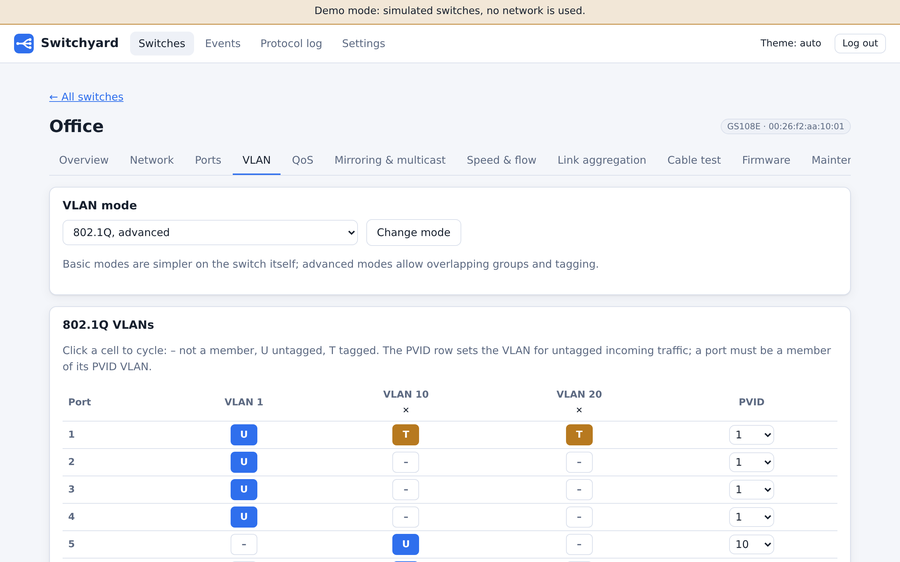 Demo mode: simulated switches, no network is used.
Switchyard Switches Events Protocol log Settings Theme: auto Log out
← All switches
Office GS108E · 00:26:f2:aa:10:01
Overview Network Ports VLAN QoS Mirroring & multicast Speed & flow Link aggregation Cable test Firmware Mainter
VLAN mode
802.1Q, advanced Change mode
Basic modes are simpler on the switch itself; advanced modes allow overlapping groups and tagging.
802.1Q VLANs
Click a cell to cycle: – not a member, U untagged, T tagged. The PVID row sets the VLAN for untagged incoming traffic; a port must be a member
of its PVID VLAN.
Port VLAN 1 VLAN 10 × VLAN 20 × PVID
1 U T T 1
2 U – – 1
3 U – – 1
4 U – – 1
5 – U – 10